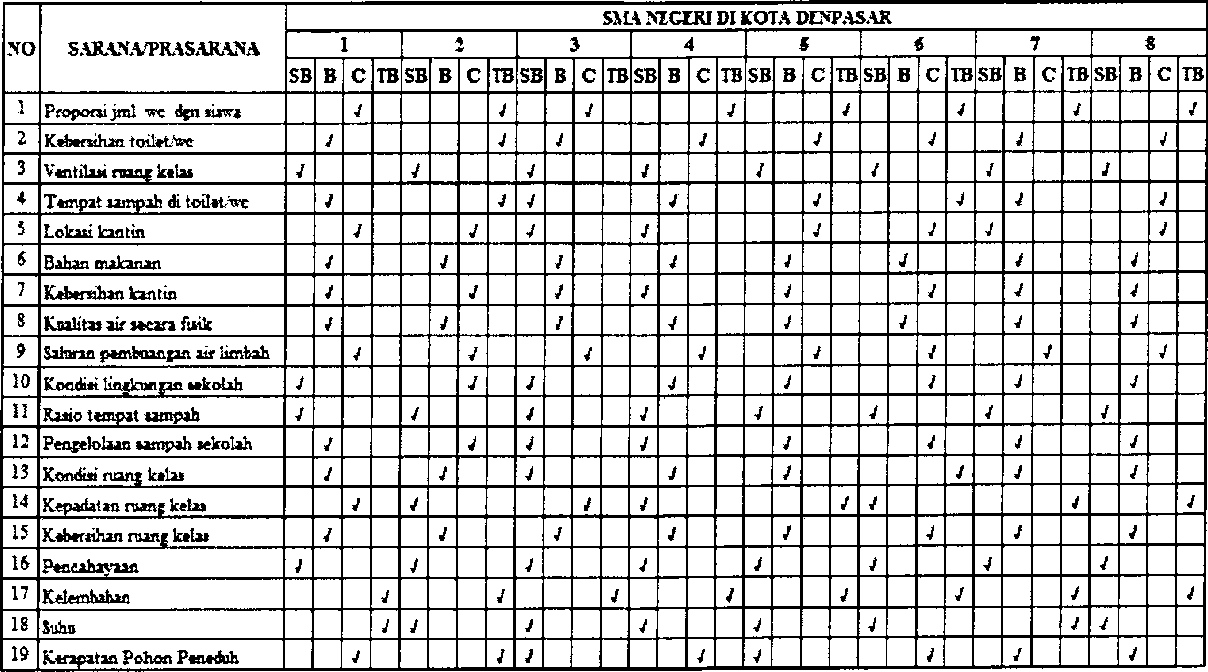 SMA NEGERI DI KOTA DENPASAR
NO SARANA/PRASARANA 1 2 3 4 5 6 7 8
SB B C TB SB B C TB SB B C TB SB B C TB SB B C TB SB B C TB SB B C TB SB B C TB
1 Proporsi jml wc dgn siswa √ √ √ √ √ √ √ √
2 Kebersihan toilet/wc √ √ √ √ √ √ √ √
3 Ventilasi ruang kelas √ √ √ √ √ √ √ √
4 Tempat sampah di toilet/wc √ √ √ √ √ √ √ √
5 Lokasi kantin √ √ √ √ √ √ √ √
6 Bahan makanan √ √ √ √ √ √ √ √
7 Kebersihan kantin √ √ √ √ √ √ √ √
8 Kualitas air secara fisik √ √ √ √ √ √ √ √
9 Saluran pembuangan air limbah √ √ √ √ √ √ √ √
10 Kondisi lingkungan sekolah √ √ √ √ √ √ √ √
11 Rasio tempat sampah √ √ √ √ √ √ √ √
12 Pengelolaan sampah sekolah √ √ √ √ √ √ √ √
13 Kondisi ruang kelas √ √ √ √ √ √ √ √
14 Kepadatan ruang kelas √ √ √ √ √ √ √ √
15 Kebersihan ruang kelas √ √ √ √ √ √ √ √
16 Pencahayaan √ √ √ √ √ √ √ √
17 Kelembaban √ √ √ √ √ √ √ √
18 Suhu √ √ √ √ √ √ √ √
19 Kerapatan Pohon Peneduh √ √ √ √ √ √ √ √